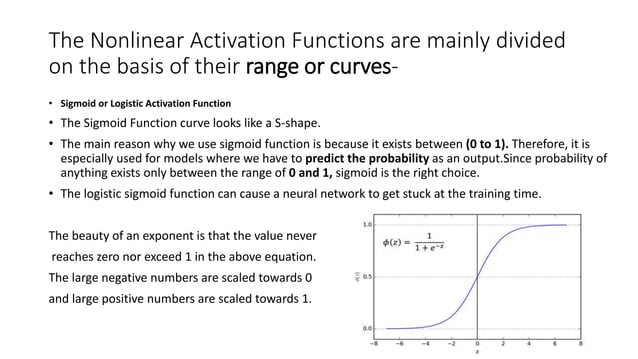 The Nonlinear Activation Functions are mainly divided
on the basis of their range or curves-
• Sigmoid or Logistic Activation Function
• The Sigmoid Function curve looks like a S-shape.
• The main reason why we use sigmoid function is because it exists between (0 to 1). Therefore, it is
especially used for models where we have to predict the probability as an output.Since probability of
anything exists only between the range of 0 and 1, sigmoid is the right choice.
• The logistic sigmoid function can cause a neural network to get stuck at the training time.
The beauty of an exponent is that the value never
reaches zero nor exceed 1 in the above equation.
The large negative numbers are scaled towards 0
and large positive numbers are scaled towards 1.
ϕ(z) = 1 / (1 + e^−z)
1.0
0.5
0.0
ϕ(z)
−8 −6 −4 −2 0 2 4 6 8
z